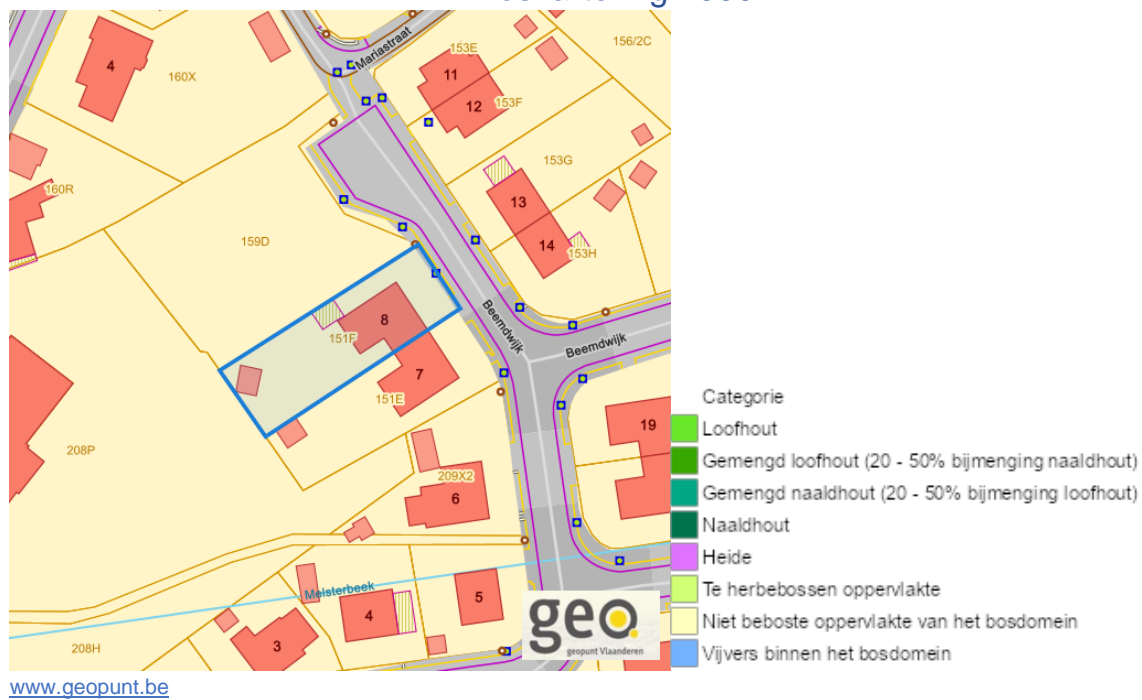 4
160X
Mariastraat
153E
11
12
153F
156/2C
160R
13
153G
14
153H
159D
Beemdwijk
Beemdwijk
8
151F
7
151E
19
208P
209X2
6
Meisterbeek
4
5
3
208H
geo.
geopunt Vlaanderen
Categorie
Loofhout
Gemengd loofhout (20 - 50% bijmenging naaldhout)
Gemengd naaldhout (20 - 50% bijmenging loofhout)
Naaldhout
Heide
Te herbebossen oppervlakte
Niet beboste oppervlakte van het bosdomein
Vijvers binnen het bosdomein
www.geopunt.be